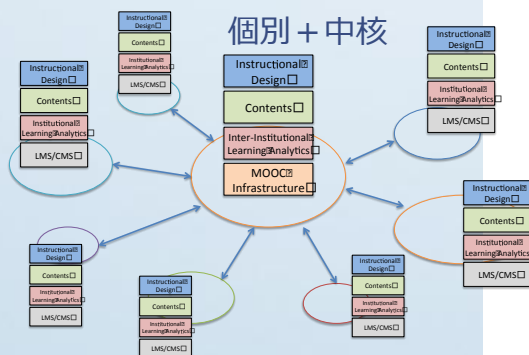 個別+中核
Instructional
Design
Contents
Institutional
Learning Analytics
LMS/CMS
Instructional
Design
Contents
Institutional
Learning Analytics
LMS/CMS
Instructional
Design
Contents
Inter-Institutional
Learning Analytics
MOOC
Infrastructure
Instructional
Design
Contents
Institutional
Learning Analytics
LMS/CMS
Instructional
Design
Contents
Institutional
Learning Analytics
LMS/CMS
Instructional
Design
Contents
Institutional
Learning Analytics
LMS/CMS
Instructional
Design
Contents
Institutional
Learning Analytics
LMS/CMS
Instructional
Design
Contents
Institutional
Learning Analytics
LMS/CMS